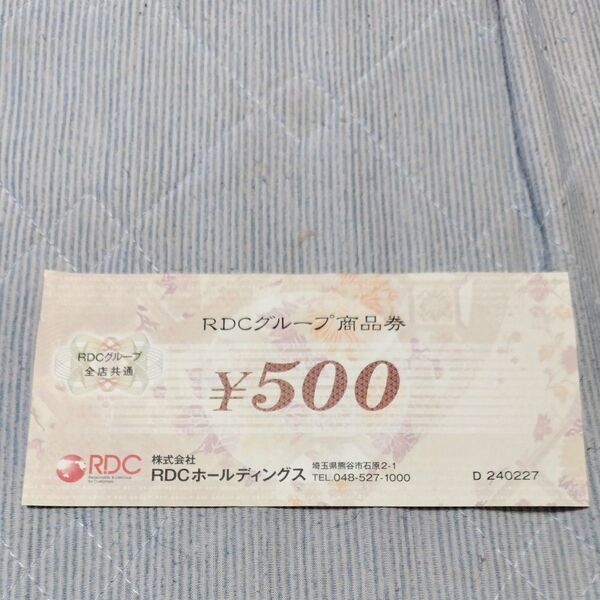 RDCグループ商品券
RDCグループ
全店共通
¥500
RDC
株式会社
RDCホールディングス
埼玉県熊谷市石原2-1
TEL.048-527-1000
D 240227